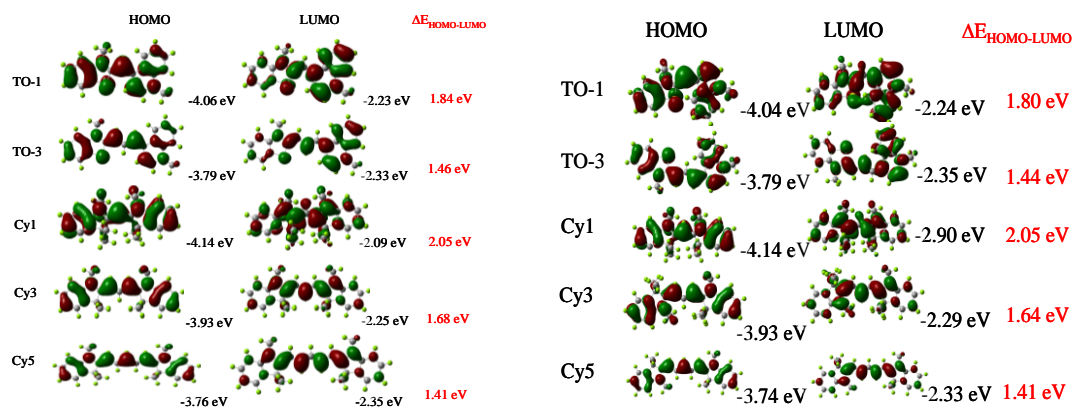 HOMO LUMO ΔE_HOMO-LUMO
TO-1 -4.06 eV -2.23 eV 1.84 eV
TO-3 -3.79 eV -2.33 eV 1.46 eV
Cy1 -4.14 eV -2.09 eV 2.05 eV
Cy3 -3.93 eV -2.25 eV 1.68 eV
Cy5 -3.76 eV -2.35 eV 1.41 eV
HOMO LUMO ΔE_HOMO-LUMO
TO-1 -4.04 eV -2.24 eV 1.80 eV
TO-3 -3.79 eV -2.35 eV 1.44 eV
Cy1 -4.14 eV -2.90 eV 2.05 eV
Cy3 -3.93 eV -2.29 eV 1.64 eV
Cy5 -3.74 eV -2.33 eV 1.41 eV